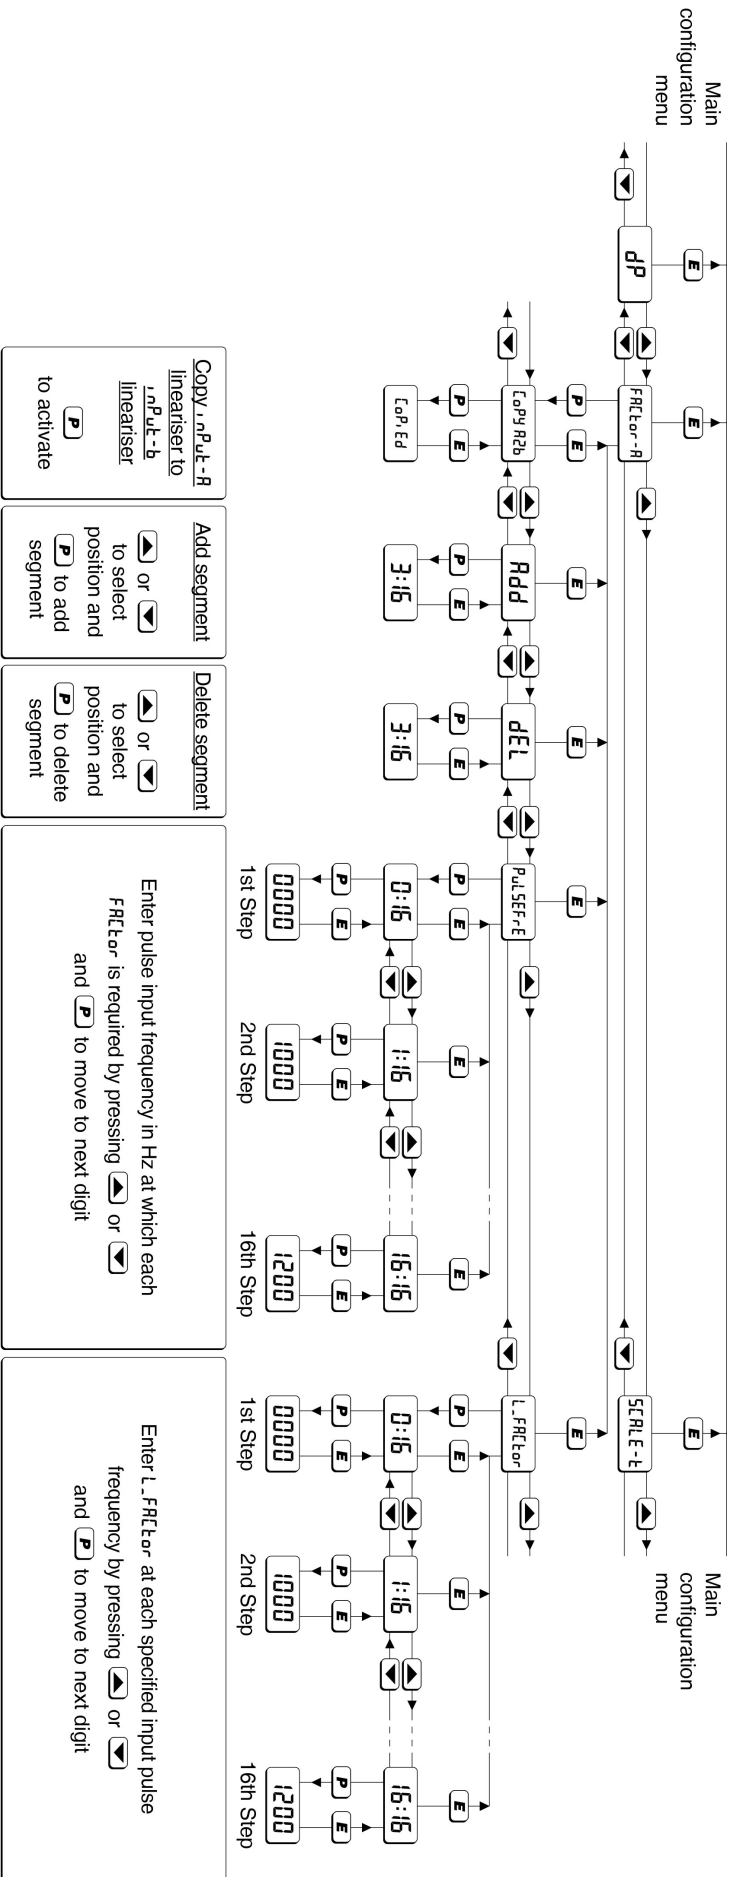 Main
configuration
menu
Main
configuration
menu
E
E
E
dP
FACtor-A
SCALE-t
P
E
E
E
E
E
CoPY A2b
Add
dEL
PulSEFrE
L_FACtor
P
E
P
E
P
E
P
E
E
E
P
E
E
E
CoPiEd
3:16
3:16
0:16
1:16
16:16
0:16
1:16
16:16
P
E
P
E
P
E
P
E
P
E
P
E
0000
1000
1200
0000
1000
1200
1st Step
2nd Step
16th Step
1st Step
2nd Step
16th Step
Copy inPut-A
lineariser to
inPut-b
lineariser
P
to activate
Add segment
or
to select
position and
P to add
segment
Delete segment
or
to select
position and
P to delete
segment
Enter pulse input frequency in Hz at which each
FACtor is required by pressing or
and P to move to next digit
Enter L_FACtor at each specified input pulse
frequency by pressing or
and P to move to next digit